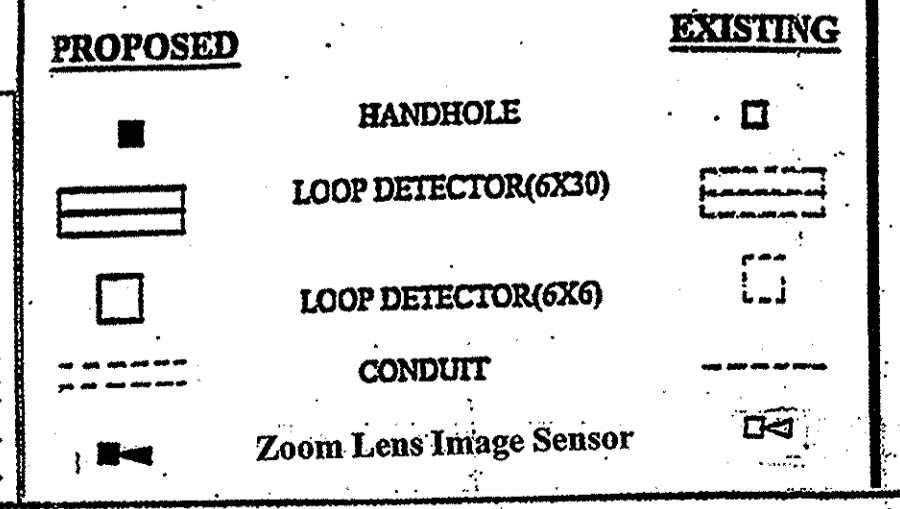 PROPOSED
EXISTING
HANDHOLE
LOOP DETECTOR(6X30)
LOOP DETECTOR(6X6)
CONDUIT
Zoom Lens Image Sensor